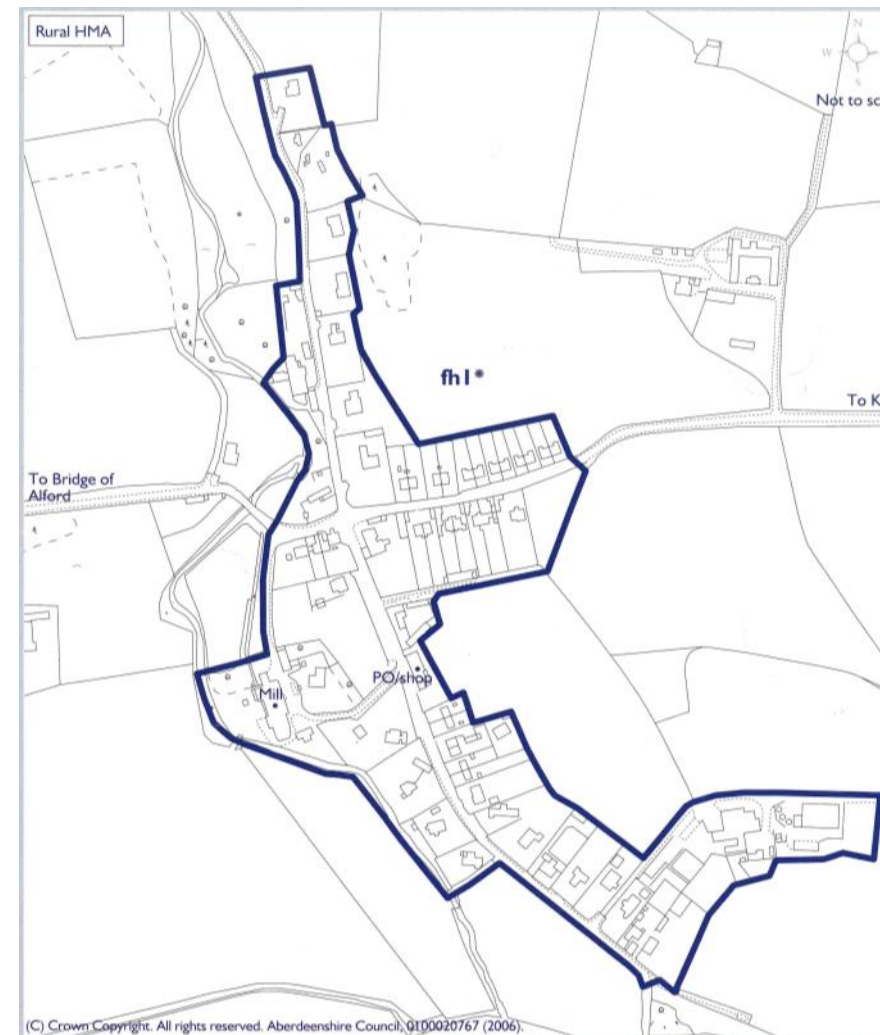 Rural HMA
N
W
S
Not to sc
fh1*
To K
To Bridge of
Alford
PO/shop
Mill
(C) Crown Copyright. All rights reserved. Aberdeenshire Council, 0100020767 (2006).